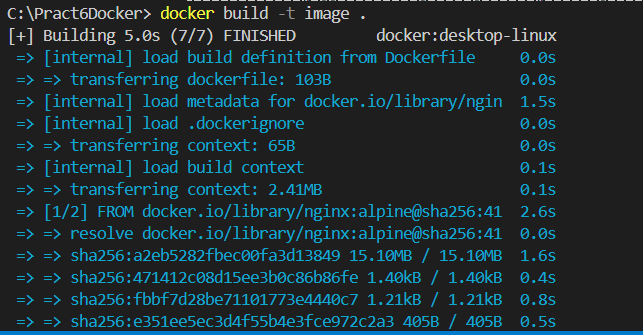 C:\Pract6Docker> docker build -t image .
[+] Building 5.0s (7/7) FINISHED docker:desktop-linux
=> [internal] load build definition from Dockerfile 0.0s
=> => transferring dockerfile: 103B 0.0s
=> [internal] load metadata for docker.io/library/ngin 1.5s
=> [internal] load .dockerignore 0.0s
=> => transferring context: 65B 0.0s
=> [internal] load build context 0.1s
=> => transferring context: 2.41MB 0.1s
=> [1/2] FROM docker.io/library/nginx:alpine@sha256:41 2.6s
=> => resolve docker.io/library/nginx:alpine@sha256:41 0.0s
=> => sha256:a2eb5282fbec00fa3d13849 15.10MB / 15.10MB 1.6s
=> => sha256:471412c08d15ee3b0c86b86fe 1.40kB / 1.40kB 0.4s
=> => sha256:fbbf7d28be71101773e4440c7 1.21kB / 1.21kB 0.8s
=> => sha256:e351ee5ec3d4f55b4e3fce972c2a3 405B / 405B 0.5s